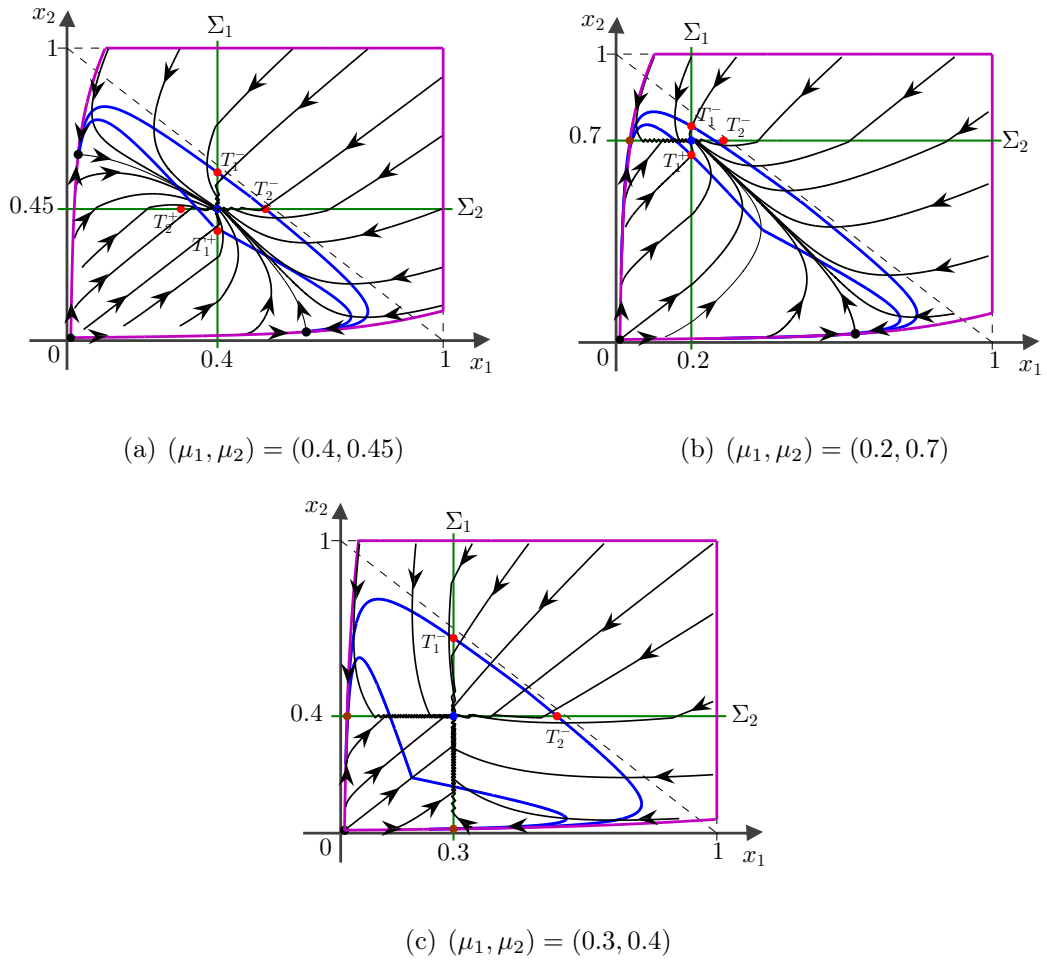 x₂
Σ₁
1
T₁⁻
T₂⁻
0.45
Σ₂
T₂⁺
T₁⁺
0
0.4
1
x₁
(a) (μ₁, μ₂) = (0.4, 0.45)
x₂
Σ₁
1
T₁⁻
T₂⁻
0.7
Σ₂
T₁⁺
0
0.2
1
x₁
(b) (μ₁, μ₂) = (0.2, 0.7)
x₂
Σ₁
1
T₁⁻
0.4
Σ₂
T₂⁻
0
0.3
1
x₁
(c) (μ₁, μ₂) = (0.3, 0.4)